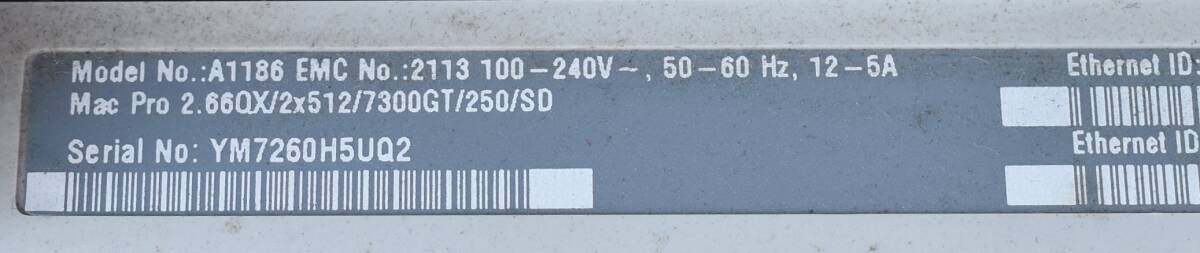 Model No.:A1186 EMC No.:2113 100–240V~, 50–60 Hz, 12–5A
Mac Pro 2.66QX/2x512/7300GT/250/SD
Serial No: YM7260H5UQ2
Ethernet ID:
Ethernet ID